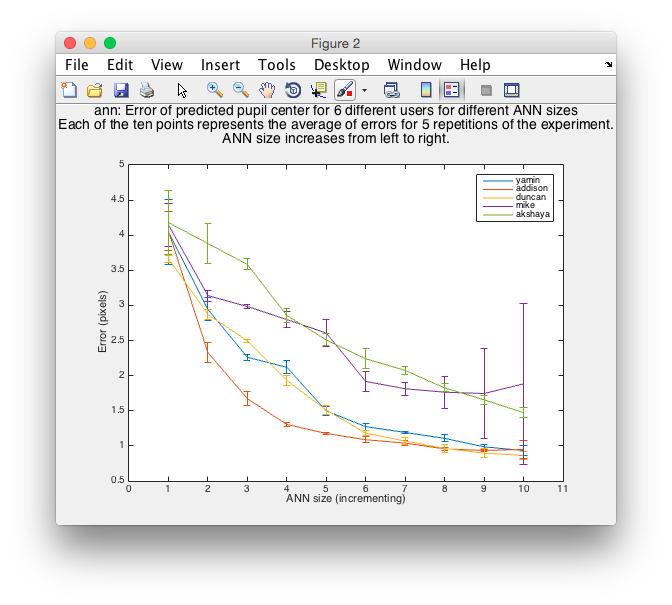 Figure 2
File Edit View Insert Tools Desktop Window Help
ann: Error of predicted pupil center for 6 different users for different ANN sizes
Each of the ten points represents the average of errors for 5 repetitions of the experiment.
ANN size increases from left to right.
5
4.5
4
3.5
3
2.5
2
1.5
1
0.5
Error (pixels)
yamin
addison
duncan
mike
akshaya
0 1 2 3 4 5 6 7 8 9 10 11
ANN size (incrementing)